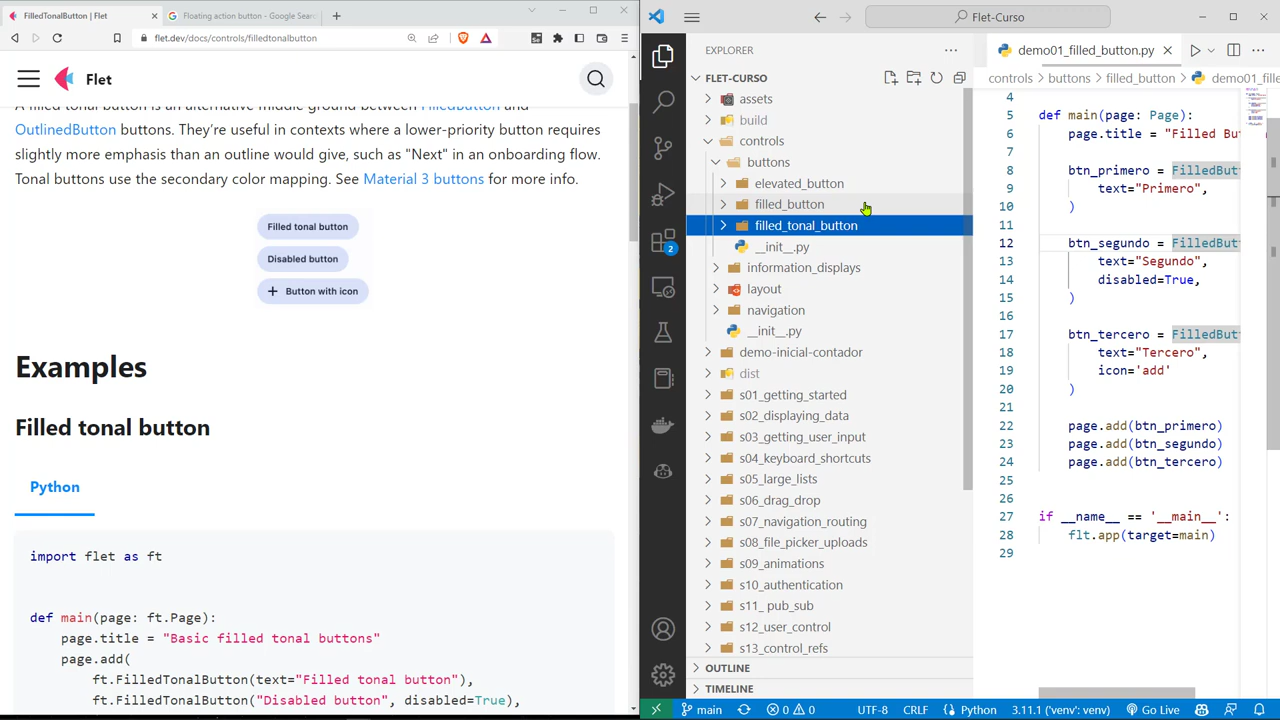 FilledTonalButton | Flet
Floating action button - Google Searc
flet.dev/docs/controls/filledtonalbutton
Flet
A filled tonal button is an alternative middle ground between FilledButton and
OutlinedButton buttons. They're useful in contexts where a lower-priority button requires
slightly more emphasis than an outline would give, such as "Next" in an onboarding flow.
Tonal buttons use the secondary color mapping. See Material 3 buttons for more info.
Filled tonal button
Disabled button
Button with icon
Examples
Filled tonal button
Python
import flet as ft
def main(page: ft.Page):
page.title = "Basic filled tonal buttons"
page.add(
ft.FilledTonalButton(text="Filled tonal button"),
ft.FilledTonalButton("Disabled button", disabled=True),
Flet-Curso
EXPLORER
FLET-CURSO
assets
build
controls
buttons
elevated_button
filled_button
filled_tonal_button
__init__.py
information_displays
layout
navigation
__init__.py
demo-inicial-contador
dist
s01_getting_started
s02_displaying_data
s03_getting_user_input
s04_keyboard_shortcuts
s05_large_lists
s06_drag_drop
s07_navigation_routing
s08_file_picker_uploads
s09_animations
s10_authentication
s11_ pub_sub
s12_user_control
s13_control_refs
OUTLINE
TIMELINE
2
demo01_filled_button.py
controls > buttons > filled_button > demo01_fille
4
5 def main(page: Page):
6 page.title = "Filled But
7
8 btn_primero = FilledButt
9 text="Primero",
10 )
11
12 btn_segundo = FilledButt
13 text="Segundo",
14 disabled=True,
15 )
16
17 btn_tercero = FilledButt
18 text="Tercero",
19 icon='add'
20 )
21
22 page.add(btn_primero)
23 page.add(btn_segundo)
24 page.add(btn_tercero)
25
26
27 if __name__ == '__main__':
28 flt.app(target=main)
29
main
0 0
UTF-8 CRLF Python 3.11.1 ('venv': venv) Go Live